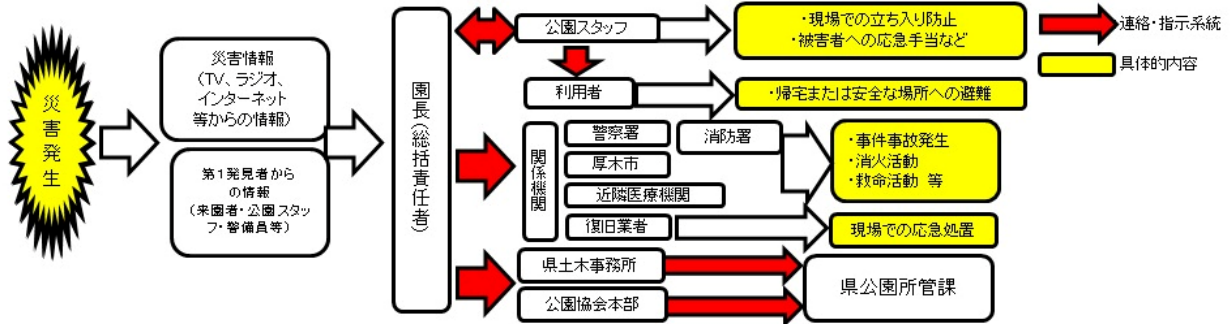 災害発生
災害情報
(TV、ラジオ、
インターネット
等からの情報)
第1発見者から
の情報
(来園者・公園スタッ
フ・警備員等)
園長(総括責任者)
公園スタッフ
・現場での立ち入り防止
・被害者への応急手当など
利用者
・帰宅または安全な場所への避難
関係機関
警察署
消防署
厚木市
近隣医療機関
復旧業者
・事件事故発生
・消火活動
・救命活動 等
現場での応急処置
県土木事務所
公園協会本部
県公園所管課
連絡・指示系統
具体的内容